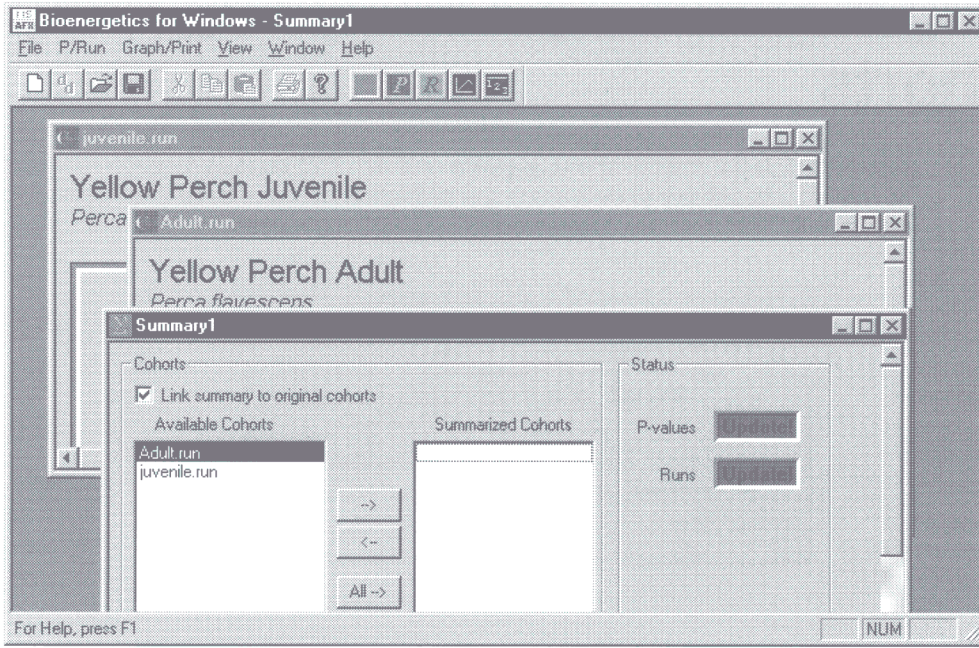 Bioenergetics for Windows - Summary1
File P/Run Graph/Print View Window Help
juvenile.run
Yellow Perch Juvenile
Perca
Adult.run
Yellow Perch Adult
Perca flavescens
Summary1
Cohorts
Status
Link summary to original cohorts
Available Cohorts
Summarized Cohorts
P-values Update!
Adult.run
juvenile.run
Runs Update!
-->
<--
All -->
For Help, press F1
NUM